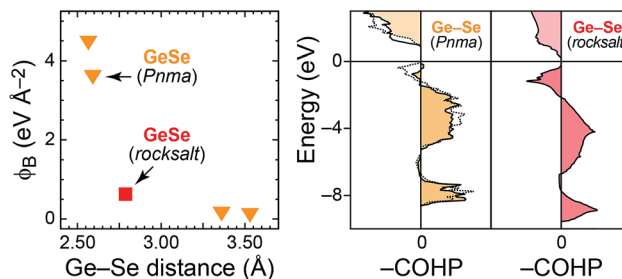 ϕB (eV Å−2)
4
2
0
GeSe
(Pnma)
GeSe
(rocksalt)
2.50 3.00 3.50
Ge–Se distance (Å)
Energy (eV)
0
−4
−8
Ge–Se
(Pnma)
Ge–Se
(rocksalt)
0 0
−COHP −COHP